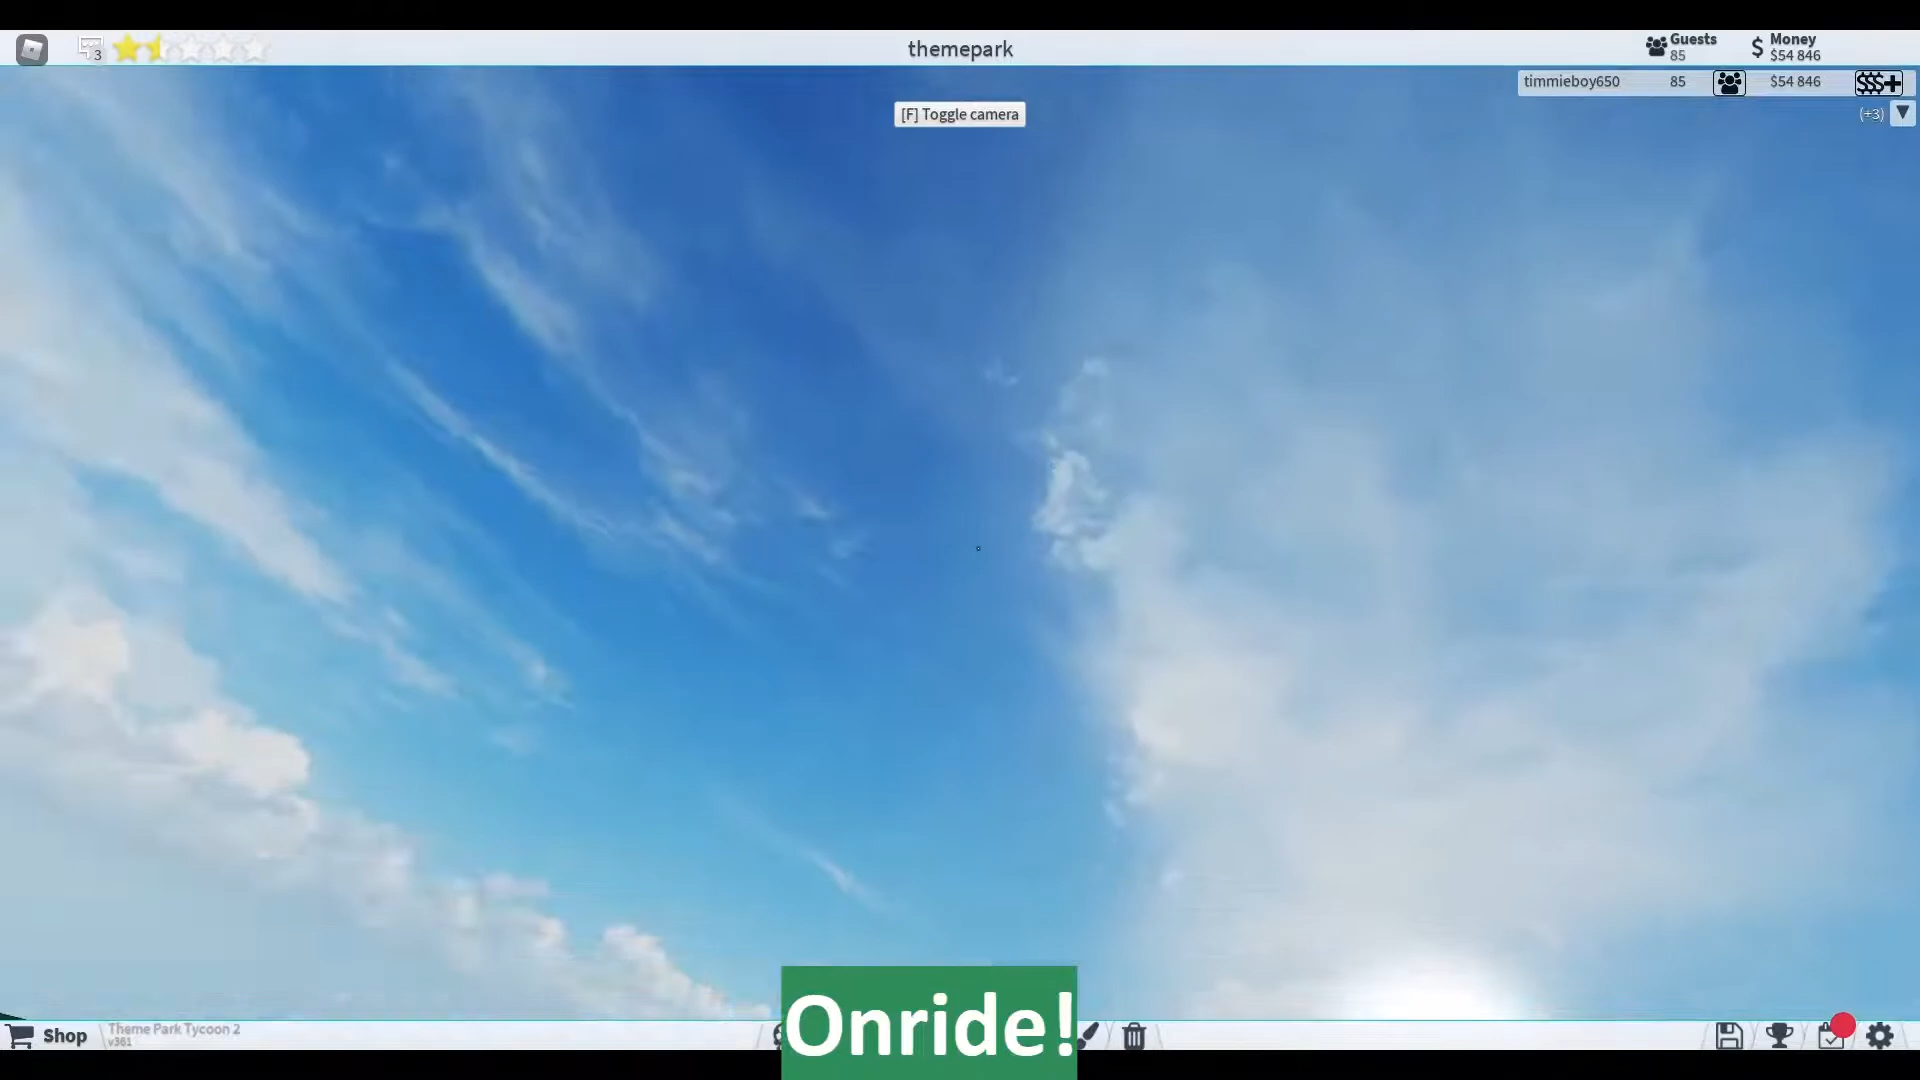 3
themepark
Guests
85
Money
$54 846
timmieboy650 85 $54 846
$$$+
(+3)
[F] Toggle camera
Onride!
Shop
Theme Park Tycoon 2
v361